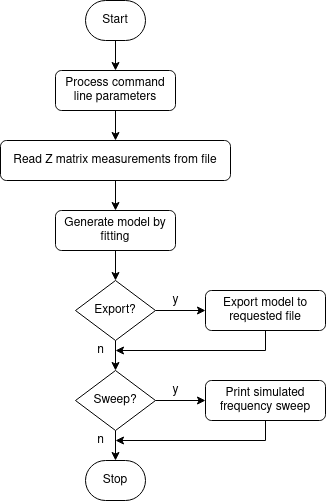 Start
Process command
line parameters
Read Z matrix measurements from file
Generate model by
fitting
Export?
y
Export model to
requested file
n
Sweep?
y
Print simulated
frequency sweep
n
Stop